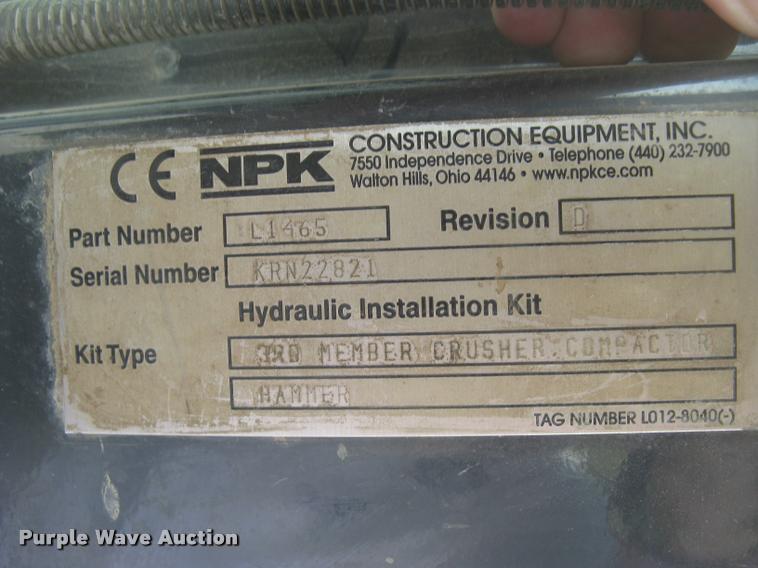 CE NPK CONSTRUCTION EQUIPMENT, INC.
7550 Independence Drive • Telephone (440) 232-7900
Walton Hills, Ohio 44146 • www.npkce.com
Part Number L1465 Revision D
Serial Number KRN22821
Hydraulic Installation Kit
Kit Type 3RD MEMBER CRUSHER.COMPACTOR
HAMMER
TAG NUMBER L012-8040(-)
Purple Wave Auction